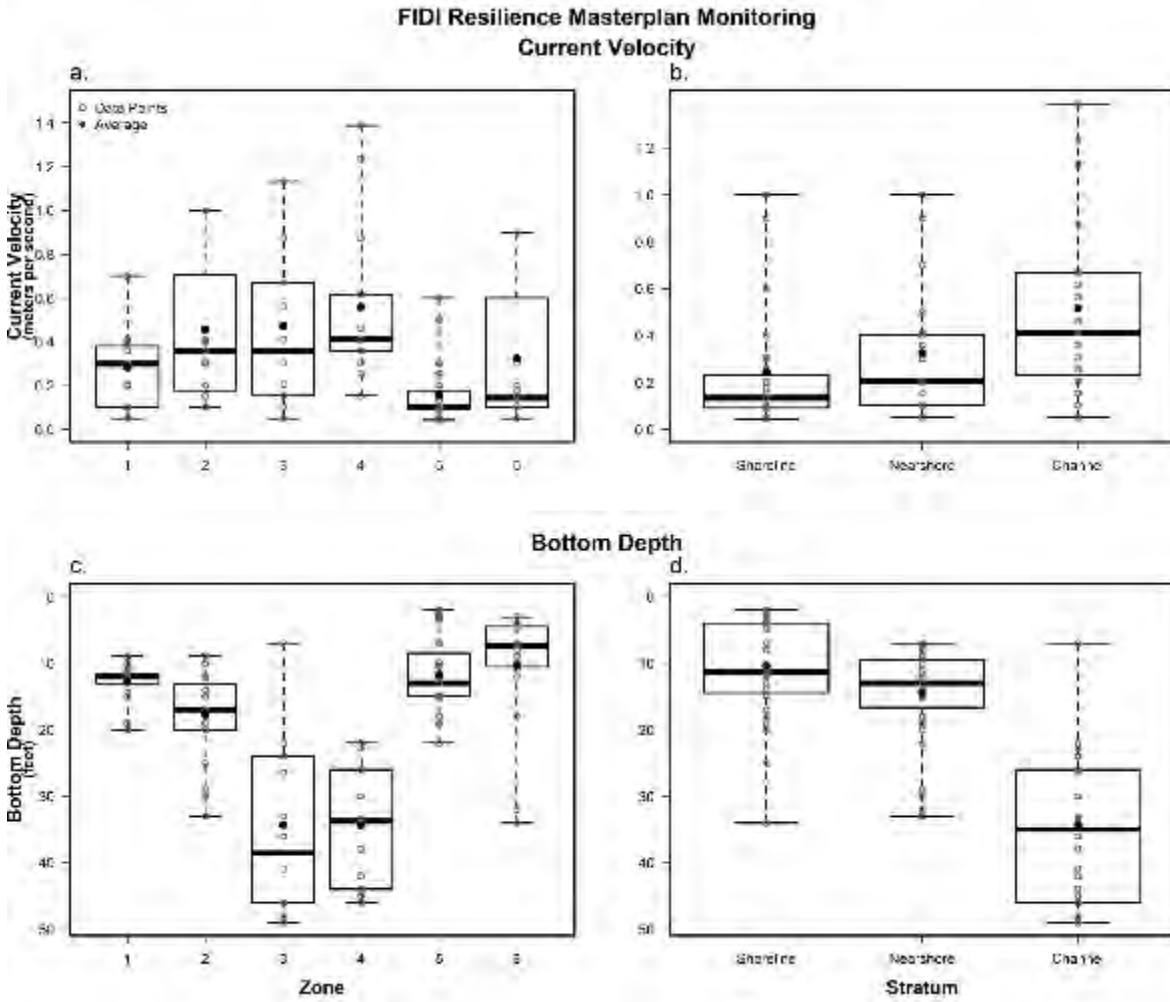 FIDI Resilience Masterplan Monitoring
Current Velocity
a.
b.
Data Points
Average
Current Velocity
(meters per second)
1.4
1.2
1.0
0.8
0.6
0.4
0.2
0.0
1.2
1.0
0.8
0.6
0.4
0.2
0.0
1 2 3 4 5 6
Shoreline Nearshore Channel
Bottom Depth
c.
d.
Bottom Depth
(feet)
0
10
20
30
40
50
0
10
20
30
40
50
1 2 3 4 5 6
Shoreline Nearshore Channel
Zone
Stratum